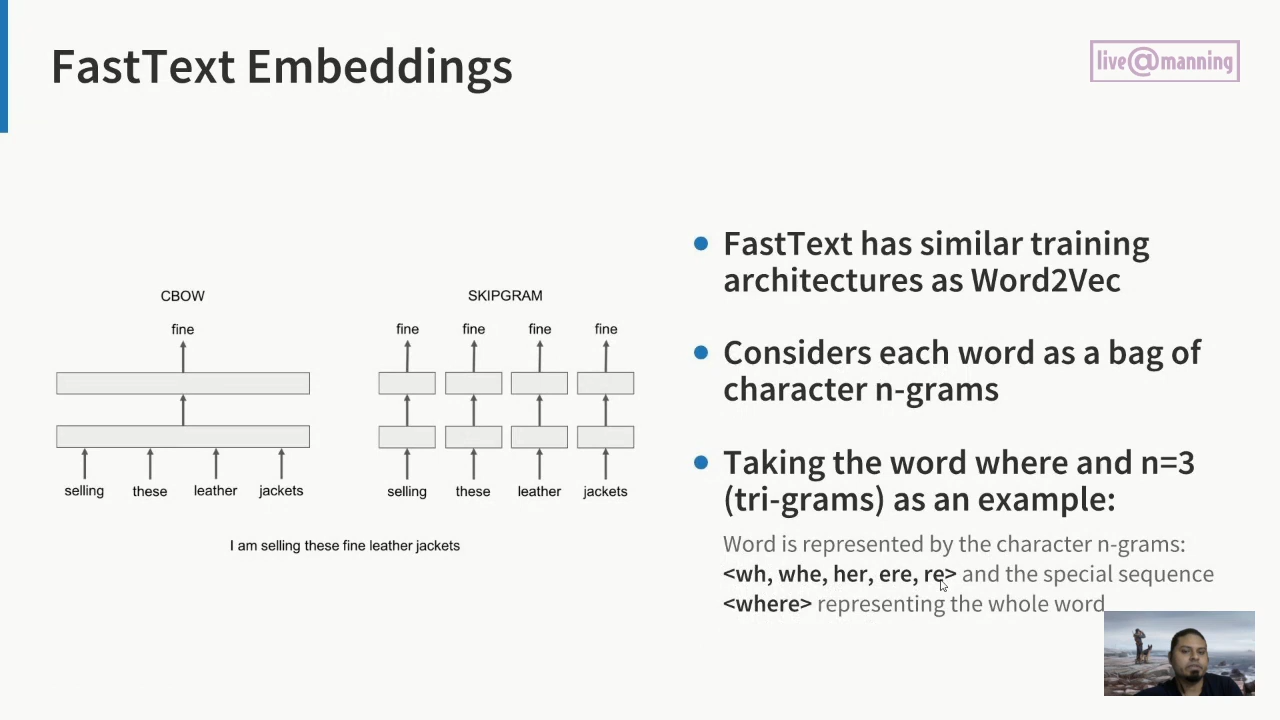 FastText Embeddings
live@manning
CBOW
SKIPGRAM
fine
fine
fine
fine
fine
selling
these
leather
jackets
selling
these
leather
jackets
I am selling these fine leather jackets
FastText has similar training
architectures as Word2Vec
Considers each word as a bag of
character n-grams
Taking the word where and n=3
(tri-grams) as an example:
Word is represented by the character n-grams:
<wh, whe, her, ere, re> and the special sequence
<where> representing the whole word